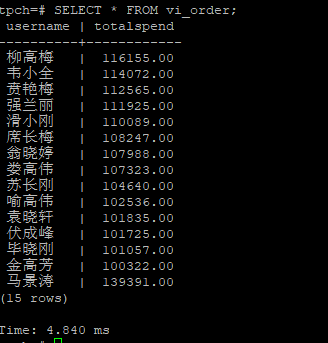 tpch=# SELECT * FROM vi_order;
username | totalspend
----------+------------
柳高梅 | 116155.00
韦小全 | 114072.00
贲艳梅 | 112565.00
强兰丽 | 111925.00
滑小刚 | 110089.00
席长梅 | 108247.00
翁晓婷 | 107988.00
娄高伟 | 107323.00
苏长刚 | 104640.00
喻高伟 | 102536.00
袁晓轩 | 101835.00
伏成峰 | 101725.00
毕晓刚 | 101057.00
金高芳 | 100322.00
马景涛 | 139391.00
(15 rows)
Time: 4.840 ms